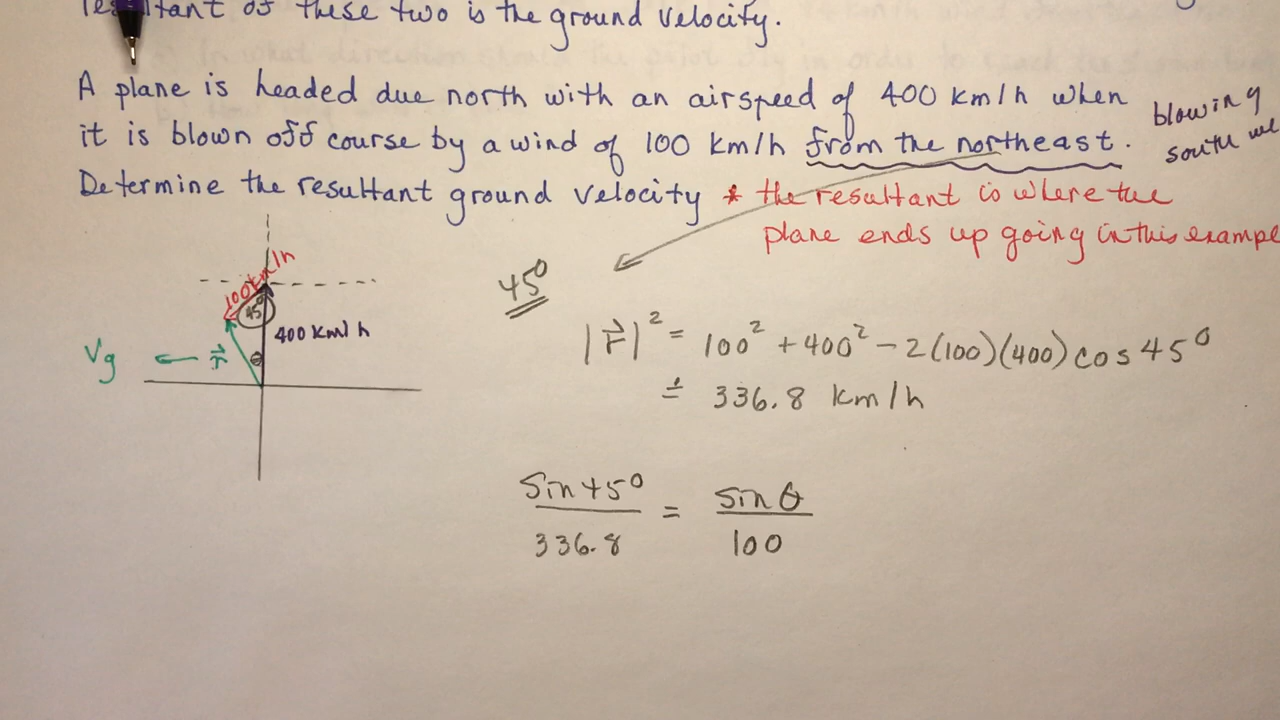 resultant of these two is the ground velocity.
A plane is headed due north with an airspeed of 400 km/h when
it is blown off course by a wind of 100 km/h from the northeast.
blowing
south we
Determine the resultant ground velocity * the resultant is where the
plane ends up going in this exampe
100km/h
45°
400 km/h
Vg ← r⃗ θ
45°
|r⃗|² = 100² + 400² - 2(100)(400) cos 45°
≐ 336.8 km/h
sin 45° / 336.8 = sin θ / 100